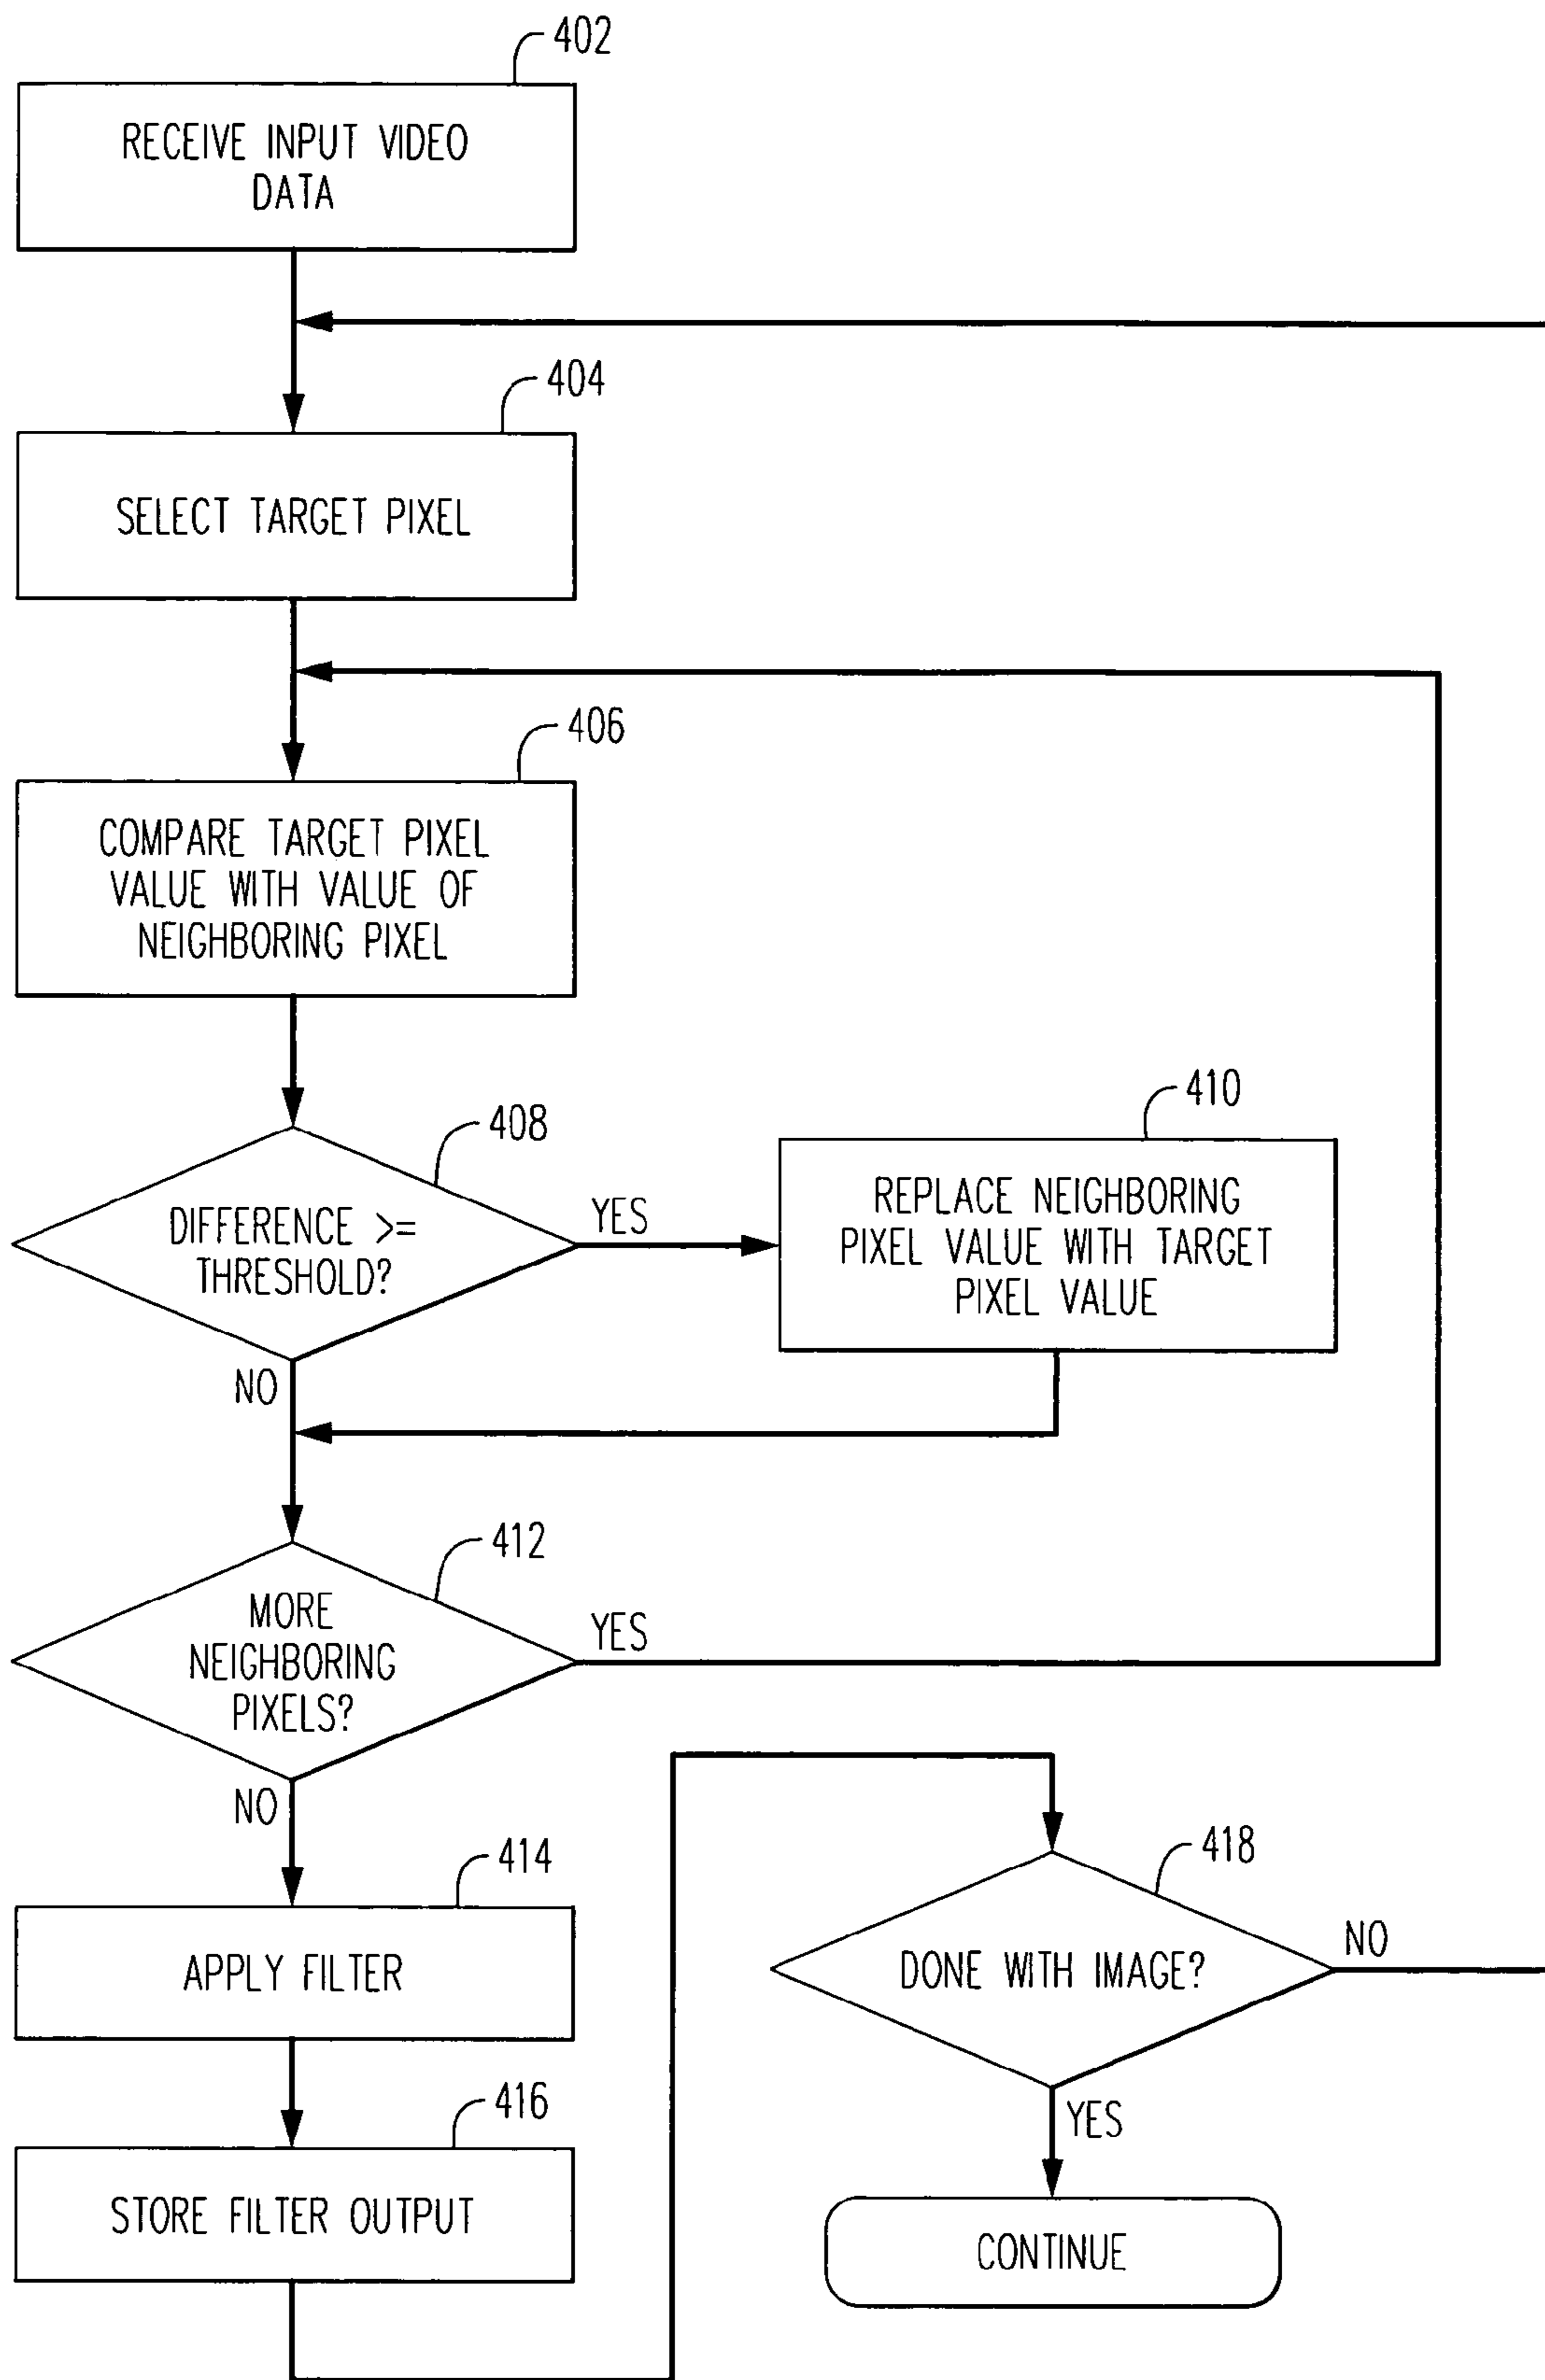 402
RECEIVE INPUT VIDEO
DATA
404
SELECT TARGET PIXEL
406
COMPARE TARGET PIXEL
VALUE WITH VALUE OF
NEIGHBORING PIXEL
408
DIFFERENCE >=
THRESHOLD?
YES
NO
410
REPLACE NEIGHBORING
PIXEL VALUE WITH TARGET
PIXEL VALUE
412
MORE
NEIGHBORING
PIXELS?
YES
NO
414
APPLY FILTER
416
STORE FILTER OUTPUT
418
DONE WITH IMAGE?
NO
YES
CONTINUE